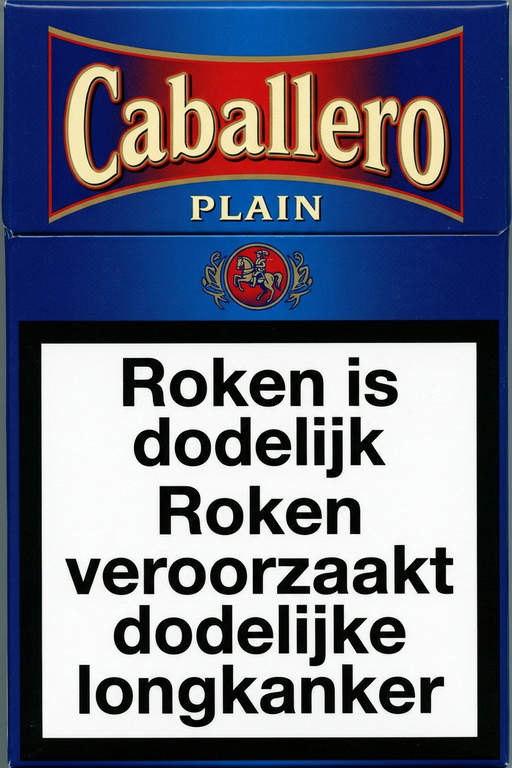 Caballero
PLAIN
Roken is
dodelijk
Roken
veroorzaakt
dodelijke
longkanker